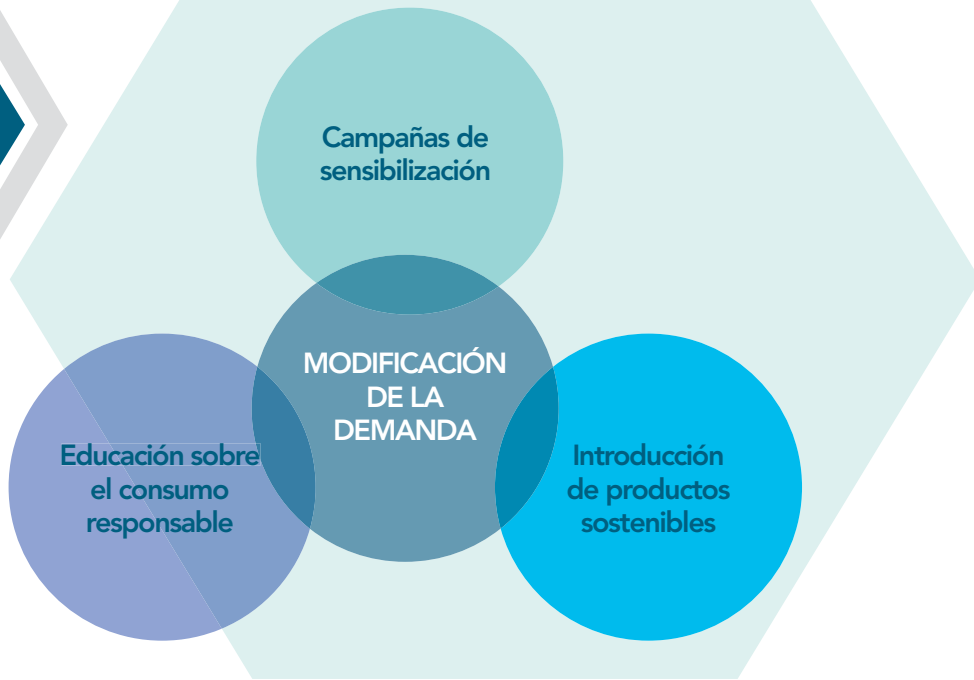 Campañas de
sensibilización
MODIFICACIÓN
DE LA
DEMANDA
Educación sobre
el consumo
responsable
Introducción
de productos
sostenibles